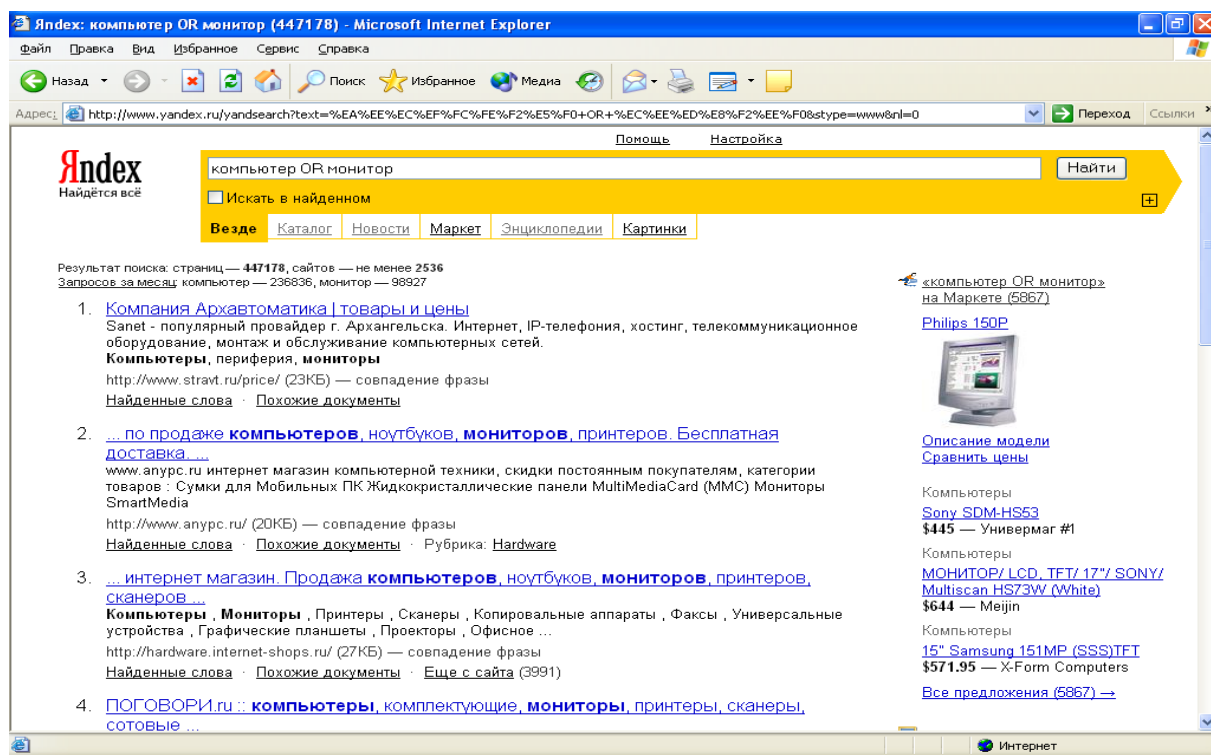 Яndex: компьютер OR монитор (447178) - Microsoft Internet Explorer
Файл Правка Вид Избранное Сервис Справка
Назад Поиск Избранное Медиа
Адрес: http://www.yandex.ru/yandsearch?text=%EA%EE%EC%EF%FC%FE%F2%E5%F0+OR+%EC%EE%ED%E8%F2%EE%F0&stype=www&nl=0 Переход Ссылки »
Помощь Настройка
Яndex
Найдётся всё
компьютер OR монитор Найти
Искать в найденном
Везде Каталог Новости Маркет Энциклопедии Картинки
Результат поиска: страниц — 447178, сайтов — не менее 2536
Запросов за месяц: компьютер — 236836, монитор — 98927
1. Компания Архавтоматика | товары и цены
Sanet - популярный провайдер г. Архангельска. Интернет, IP-телефония, хостинг, телекоммуникационное
оборудование, монтаж и обслуживание компьютерных сетей.
Компьютеры, периферия, мониторы
http://www.stravt.ru/price/ (23КБ) — совпадение фразы
Найденные слова · Похожие документы
2. ... по продаже компьютеров, ноутбуков, мониторов, принтеров. Бесплатная
доставка. ...
www.anypc.ru интернет магазин компьютерной техники, скидки постоянным покупателям, категории
товаров : Сумки для Мобильных ПК Жидкокристаллические панели MultiMediaCard (MMC) Мониторы
SmartMedia
http://www.anypc.ru/ (20КБ) — совпадение фразы
Найденные слова · Похожие документы · Рубрика: Hardware
3. ... интернет магазин. Продажа компьютеров, ноутбуков, мониторов, принтеров,
сканеров ...
Компьютеры , Мониторы , Принтеры , Сканеры , Копировальные аппараты , Факсы , Универсальные
устройства , Графические планшеты , Проекторы , Офисное ...
http://hardware.internet-shops.ru/ (27КБ) — совпадение фразы
Найденные слова · Похожие документы · Еще с сайта (3991)
4. ПОГОВОРИ.ru :: компьютеры, комплектующие, мониторы, принтеры, сканеры,
сотовые ...
«компьютер OR монитор»
на Маркете (5867)
Philips 150P
Описание модели
Сравнить цены
Компьютеры
Sony SDM-HS53
$445 — Универмаг #1
Компьютеры
МОНИТОР/ LCD, TFT/ 17"/ SONY/
Multiscan HS73W (White)
$644 — Meijin
Компьютеры
15" Samsung 151MP (SSS)TFT
$571.95 — X-Form Computers
Все предложения (5867) →
Интернет